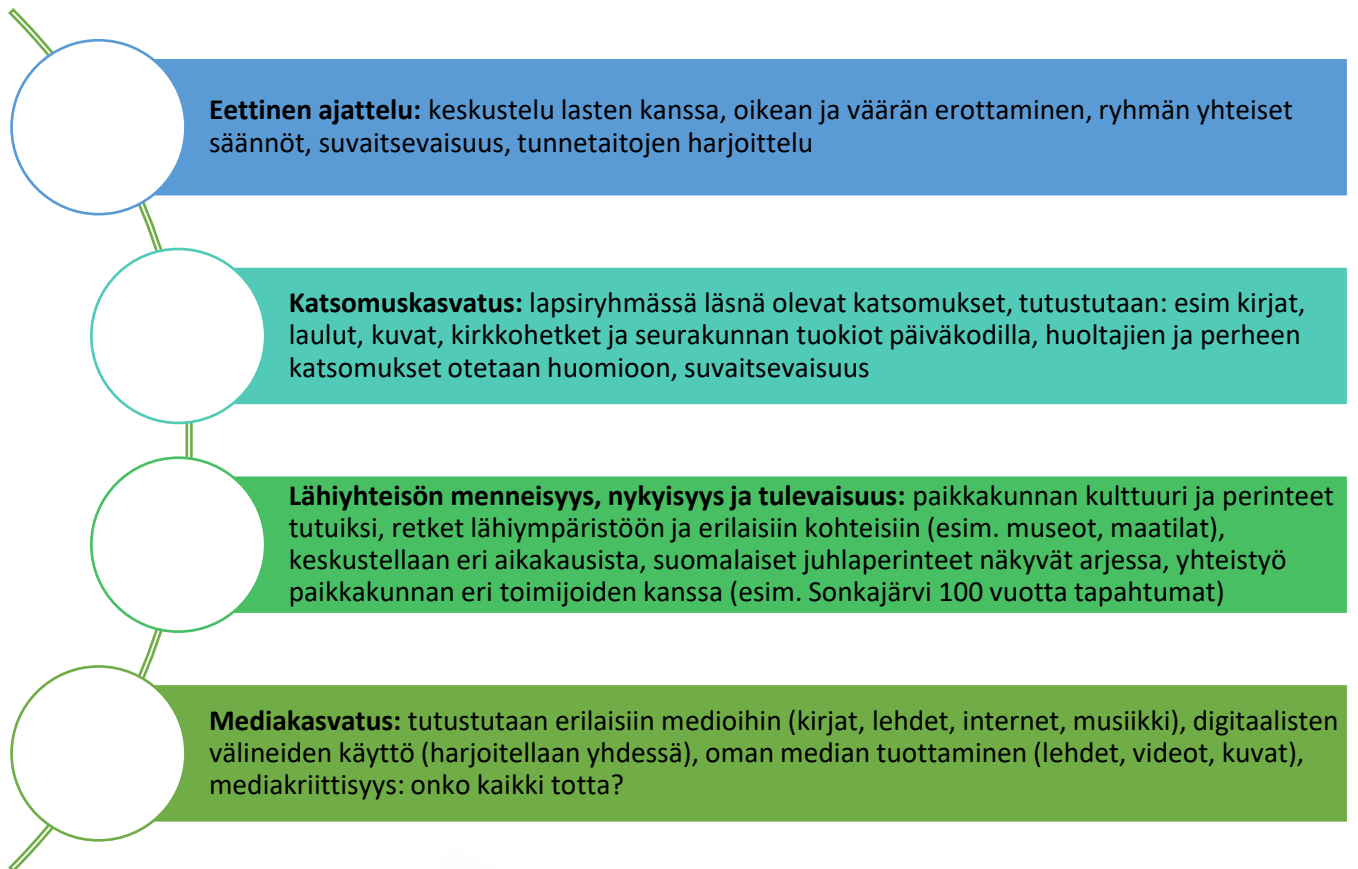 Eettinen ajattelu: keskustelu lasten kanssa, oikean ja väärän erottaminen, ryhmän yhteiset
säännöt, suvaitsevaisuus, tunnetaitojen harjoittelu
Katsomuskasvatus: lapsiryhmässä läsnä olevat katsomukset, tutustutaan: esim kirjat,
laulut, kuvat, kirkkohetket ja seurakunnan tuokiot päiväkodilla, huoltajien ja perheen
katsomukset otetaan huomioon, suvaitsevaisuus
Lähiyhteisön menneisyys, nykyisyys ja tulevaisuus: paikkakunnan kulttuuri ja perinteet
tutuiksi, retket lähiympäristöön ja erilaisiin kohteisiin (esim. museot, maatilat),
keskustellaan eri aikakausista, suomalaiset juhlaperinteet näkyvät arjessa, yhteistyö
paikkakunnan eri toimijoiden kanssa (esim. Sonkajärvi 100 vuotta tapahtumat)
Mediakasvatus: tutustutaan erilaisiin medioihin (kirjat, lehdet, internet, musiikki), digitaalisten
välineiden käyttö (harjoitellaan yhdessä), oman median tuottaminen (lehdet, videot, kuvat),
mediakriittisyys: onko kaikki totta?